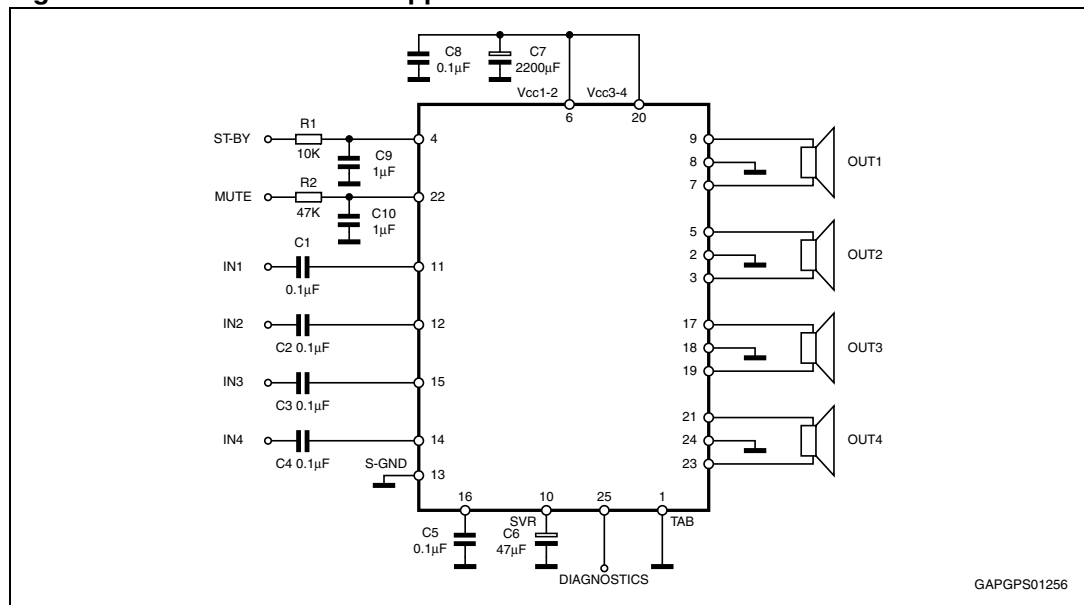 C8
0.1µF
C7
2200µF
Vcc1-2
Vcc3-4
6
20
ST-BY
R1
10K
C9
1µF
4
MUTE
R2
47K
C10
1µF
22
IN1
C1
0.1µF
11
IN2
C2 0.1µF
12
IN3
C3 0.1µF
15
IN4
C4 0.1µF
14
S-GND
13
9
8
7
OUT1
5
2
3
OUT2
17
18
19
OUT3
21
24
23
OUT4
16
10
25
1
C5
0.1µF
SVR
C6
47µF
TAB
DIAGNOSTICS
GAPGPS01256